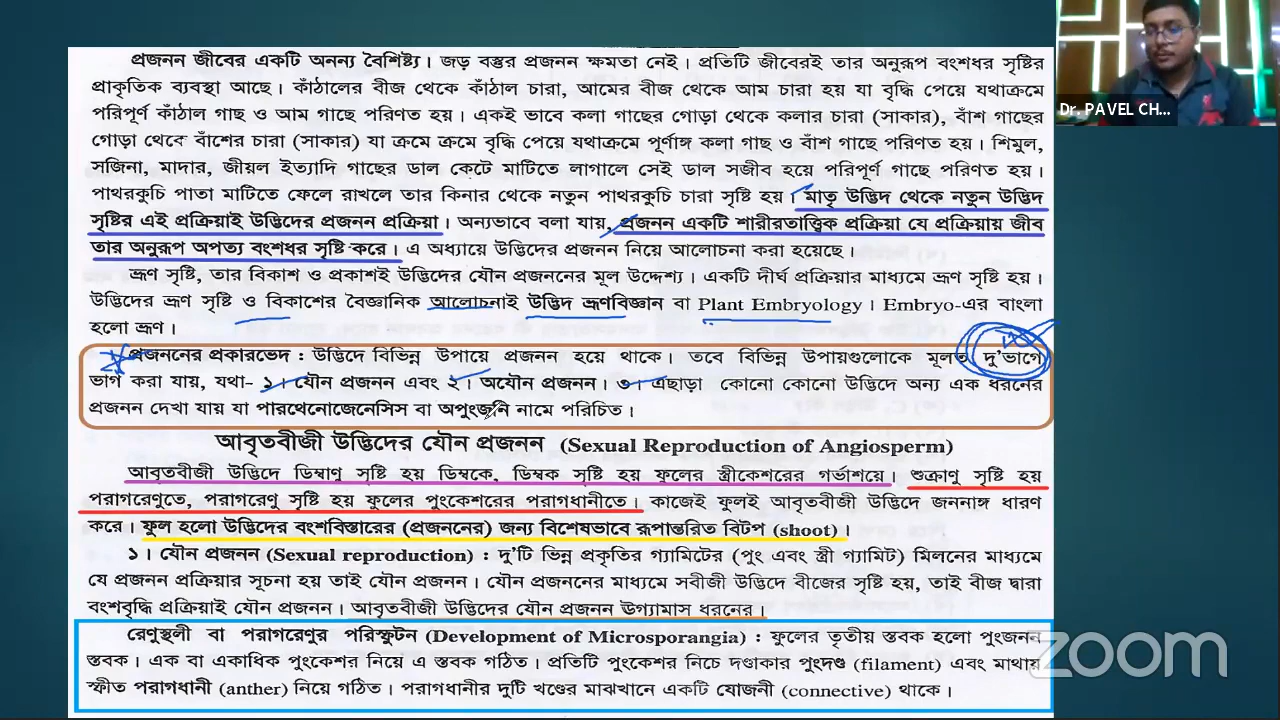 প্রজনন জীবের একটি অনন্য বৈশিষ্ট্য। জড় বস্তুর প্রজনন ক্ষমতা নেই। প্রতিটি জীবেরই তার অনুরূপ বংশধর সৃষ্টির
প্রাকৃতিক ব্যবস্থা আছে। কাঁঠালের বীজ থেকে কাঁঠাল চারা, আমের বীজ থেকে আম চারা হয় যা বৃদ্ধি পেয়ে যথাক্রমে
পরিপূর্ণ কাঁঠাল গাছ ও আম গাছে পরিণত হয়। একই ভাবে কলা গাছের গোড়া থেকে কলার চারা (সাকার), বাঁশ গাছের
গোড়া থেকে বাঁশের চারা (সাকার) যা ক্রমে ক্রমে বৃদ্ধি পেয়ে যথাক্রমে পূর্ণাঙ্গ কলা গাছ ও বাঁশ গাছে পরিণত হয়। শিমুল,
সজিনা, মাদার, জীয়ল ইত্যাদি গাছের ডাল কেটে মাটিতে লাগালে সেই ডাল সজীব হয়ে পরিপূর্ণ গাছে পরিণত হয়।
পাথরকুচি পাতা মাটিতে ফেলে রাখলে তার কিনার থেকে নতুন পাথরকুচি চারা সৃষ্টি হয়। মাতৃ উদ্ভিদ থেকে নতুন উদ্ভিদ
সৃষ্টির এই প্রক্রিয়াই উদ্ভিদের প্রজনন প্রক্রিয়া। অন্যভাবে বলা যায়, প্রজনন একটি শারীরতাত্ত্বিক প্রক্রিয়া যে প্রক্রিয়ায় জীব
তার অনুরূপ অপত্য বংশধর সৃষ্টি করে। এ অধ্যায়ে উদ্ভিদের প্রজনন নিয়ে আলোচনা করা হয়েছে।
ভ্রূণ সৃষ্টি, তার বিকাশ ও প্রকাশই উদ্ভিদের যৌন প্রজননের মূল উদ্দেশ্য। একটি দীর্ঘ প্রক্রিয়ার মাধ্যমে ভ্রূণ সৃষ্টি হয়।
উদ্ভিদের ভ্রূণ সৃষ্টি ও বিকাশের বৈজ্ঞানিক আলোচনাই উদ্ভিদ ভ্রূণবিজ্ঞান বা Plant Embryology। Embryo-এর বাংলা
হলো ভ্রূণ।
প্রজননের প্রকারভেদ : উদ্ভিদে বিভিন্ন উপায়ে প্রজনন হয়ে থাকে। তবে বিভিন্ন উপায়গুলোকে মূলত দু'ভাগে
ভাগ করা যায়, যথা- ১। যৌন প্রজনন এবং ২। অযৌন প্রজনন। ৩। এছাড়া কোনো কোনো উদ্ভিদে অন্য এক ধরনের
প্রজনন দেখা যায় যা পারথেনোজেনেসিস বা অপুংজনি নামে পরিচিত।
আবৃতবীজী উদ্ভিদের যৌন প্রজনন (Sexual Reproduction of Angiosperm)
আবৃতবীজী উদ্ভিদে ডিম্বাণু সৃষ্টি হয় ডিম্বকে, ডিম্বক সৃষ্টি হয় ফুলের স্ত্রীকেশরের গর্ভাশয়ে। শুক্রাণু সৃষ্টি হয়
পরাগরেণুতে, পরাগরেণু সৃষ্টি হয় ফুলের পুংকেশরের পরাগধানীতে। কাজেই ফুলই আবৃতবীজী উদ্ভিদে জননাঙ্গ ধারণ
করে। ফুল হলো উদ্ভিদের বংশবিস্তারের (প্রজননের) জন্য বিশেষভাবে রূপান্তরিত বিটপ (shoot)।
১। যৌন প্রজনন (Sexual reproduction) : দু'টি ভিন্ন প্রকৃতির গ্যামিটের (পুং এবং স্ত্রী গ্যামিট) মিলনের মাধ্যমে
যে প্রজনন প্রক্রিয়ার সূচনা হয় তাই যৌন প্রজনন। যৌন প্রজননের মাধ্যমে সবীজী উদ্ভিদে বীজের সৃষ্টি হয়, তাই বীজ দ্বারা
বংশবৃদ্ধি প্রক্রিয়াই যৌন প্রজনন। আবৃতবীজী উদ্ভিদের যৌন প্রজনন ঊগ্যামাস ধরনের।
রেণুস্থলী বা পরাগরেণুর পরিস্ফুটন (Development of Microsporangia) : ফুলের তৃতীয় স্তবক হলো পুংজনন
স্তবক। এক বা একাধিক পুংকেশর নিয়ে এ স্তবক গঠিত। প্রতিটি পুংকেশর নিচে দণ্ডাকার পুংদণ্ড (filament) এবং মাথায়
স্ফীত পরাগধানী (anther) নিয়ে গঠিত। পরাগধানীর দুটি খণ্ডের মাঝখানে একটি যোজনী (connective) থাকে।
Dr. PAVEL CH...
zoom